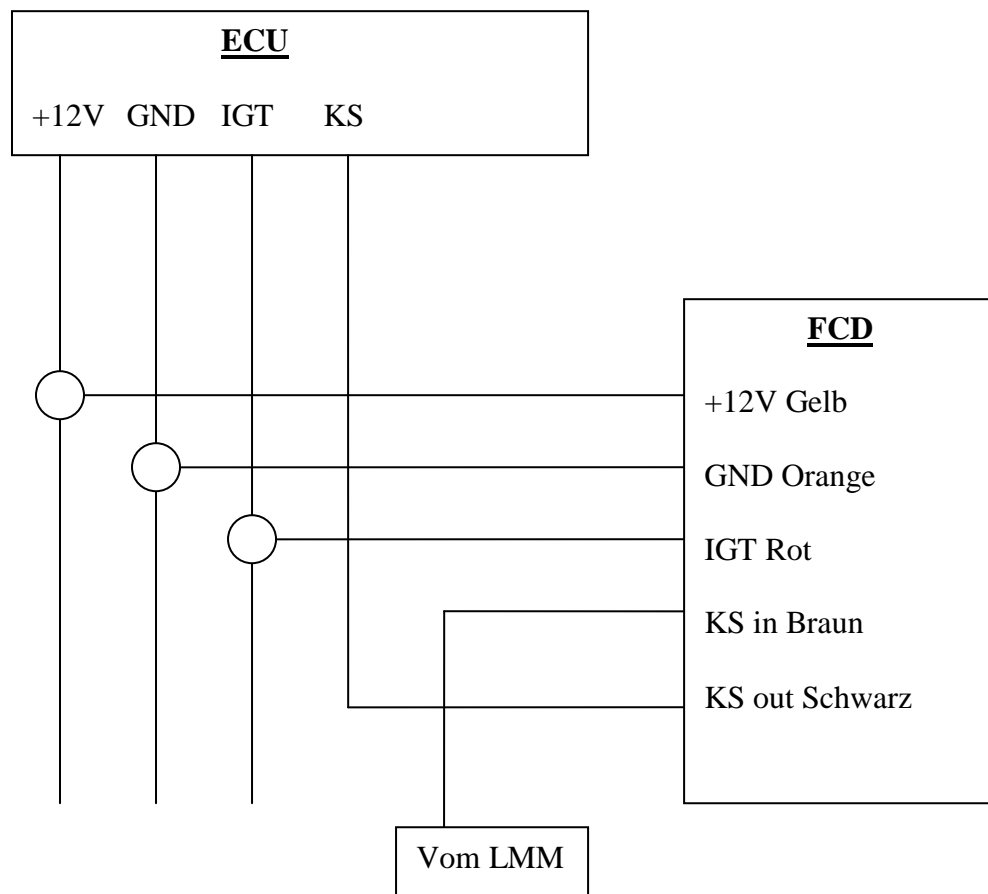 ECU
+12V GND IGT KS
FCD
+12V Gelb
GND Orange
IGT Rot
KS in Braun
KS out Schwarz
Vom LMM